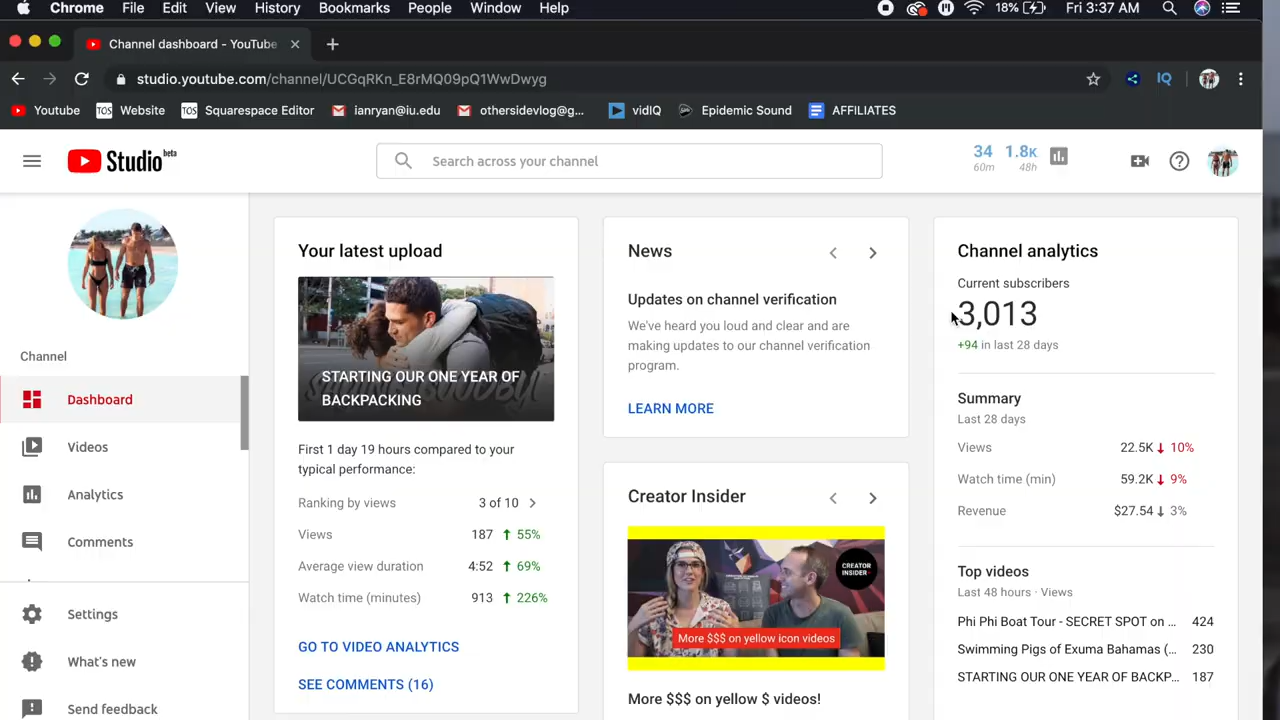 Chrome File Edit View History Bookmarks People Window Help 18% Fri 3:37 AM
Channel dashboard - YouTube
studio.youtube.com/channel/UCGqRKn_E8rMQ09pQ1WwDwyg
Youtube TOS Website TOS Squarespace Editor ianryan@iu.edu othersidevlog@g... vidIQ Epidemic Sound AFFILIATES
Studio beta
Search across your channel
34 1.8K
60m 48h
Channel
Dashboard
Videos
Analytics
Comments
Settings
What's new
Send feedback
Your latest upload
STARTING OUR ONE YEAR OF
BACKPACKING
First 1 day 19 hours compared to your
typical performance:
Ranking by views 3 of 10
Views 187 ↑ 55%
Average view duration 4:52 ↑ 69%
Watch time (minutes) 913 ↑ 226%
GO TO VIDEO ANALYTICS
SEE COMMENTS (16)
News
Updates on channel verification
We've heard you loud and clear and are
making updates to our channel verification
program.
LEARN MORE
Creator Insider
CREATOR
INSIDER
More $$$ on yellow icon videos
More $$$ on yellow $ videos!
Channel analytics
Current subscribers
3,013
+94 in last 28 days
Summary
Last 28 days
Views 22.5K ↓ 10%
Watch time (min) 59.2K ↓ 9%
Revenue $27.54 ↓ 3%
Top videos
Last 48 hours · Views
Phi Phi Boat Tour - SECRET SPOT on ... 424
Swimming Pigs of Exuma Bahamas (... 230
STARTING OUR ONE YEAR OF BACKP... 187